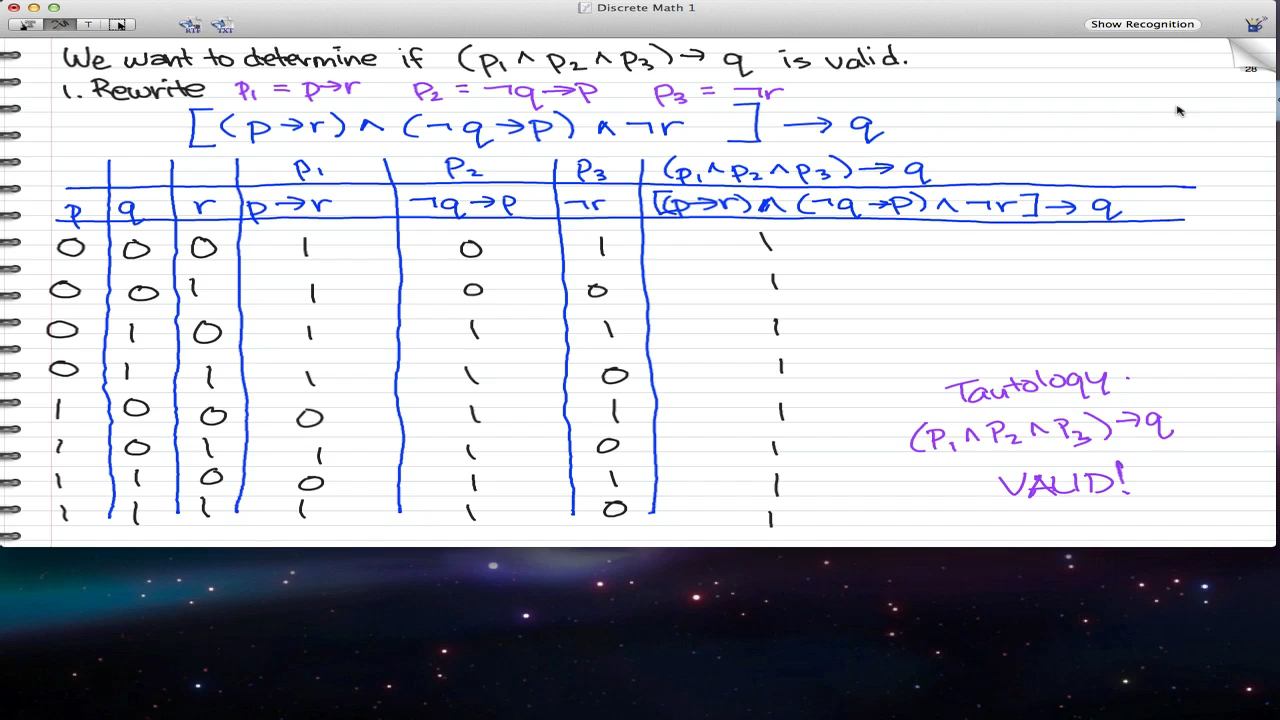 Discrete Math 1
T RTF TXT Show Recognition
28
We want to determine if (p₁ ∧ p₂ ∧ p₃) → q is valid.
1. Rewrite p₁ = p→r p₂ = ¬q→p p₃ = ¬r
[(p→r) ∧ (¬q→p) ∧ ¬r ] → q
p₁ p₂ p₃ (p₁ ∧ p₂ ∧ p₃) → q
p q r p→r ¬q→p ¬r [(p→r) ∧ (¬q→p) ∧ ¬r] → q
0 0 0 1 0 1 1
0 0 1 1 0 0 1
0 1 0 1 1 1 1
0 1 1 1 1 0 1
1 0 0 0 1 1 1
1 0 1 1 1 0 1
1 1 0 0 1 1 1
1 1 1 1 1 0 1
Tautology.
(p₁ ∧ p₂ ∧ p₃) → q
VALID!